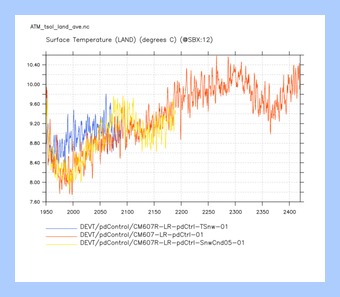 ATM_tsol_land_ave.nc
Surface Temperature (LAND) (degrees C) (@SBX:12)
10.40
10.00
9.60
9.20
8.80
8.40
8.00
7.60
1950 2000 2050 2100 2150 2200 2250 2300 2350 2400
DEVT/pdControl/CM607R-LR-pdCtrl-TSnw-01
DEVT/pdControl/CM607-LR-pdCtrl-01
DEVT/pdControl/CM607R-LR-pdCtrl-SnwCnd05-01